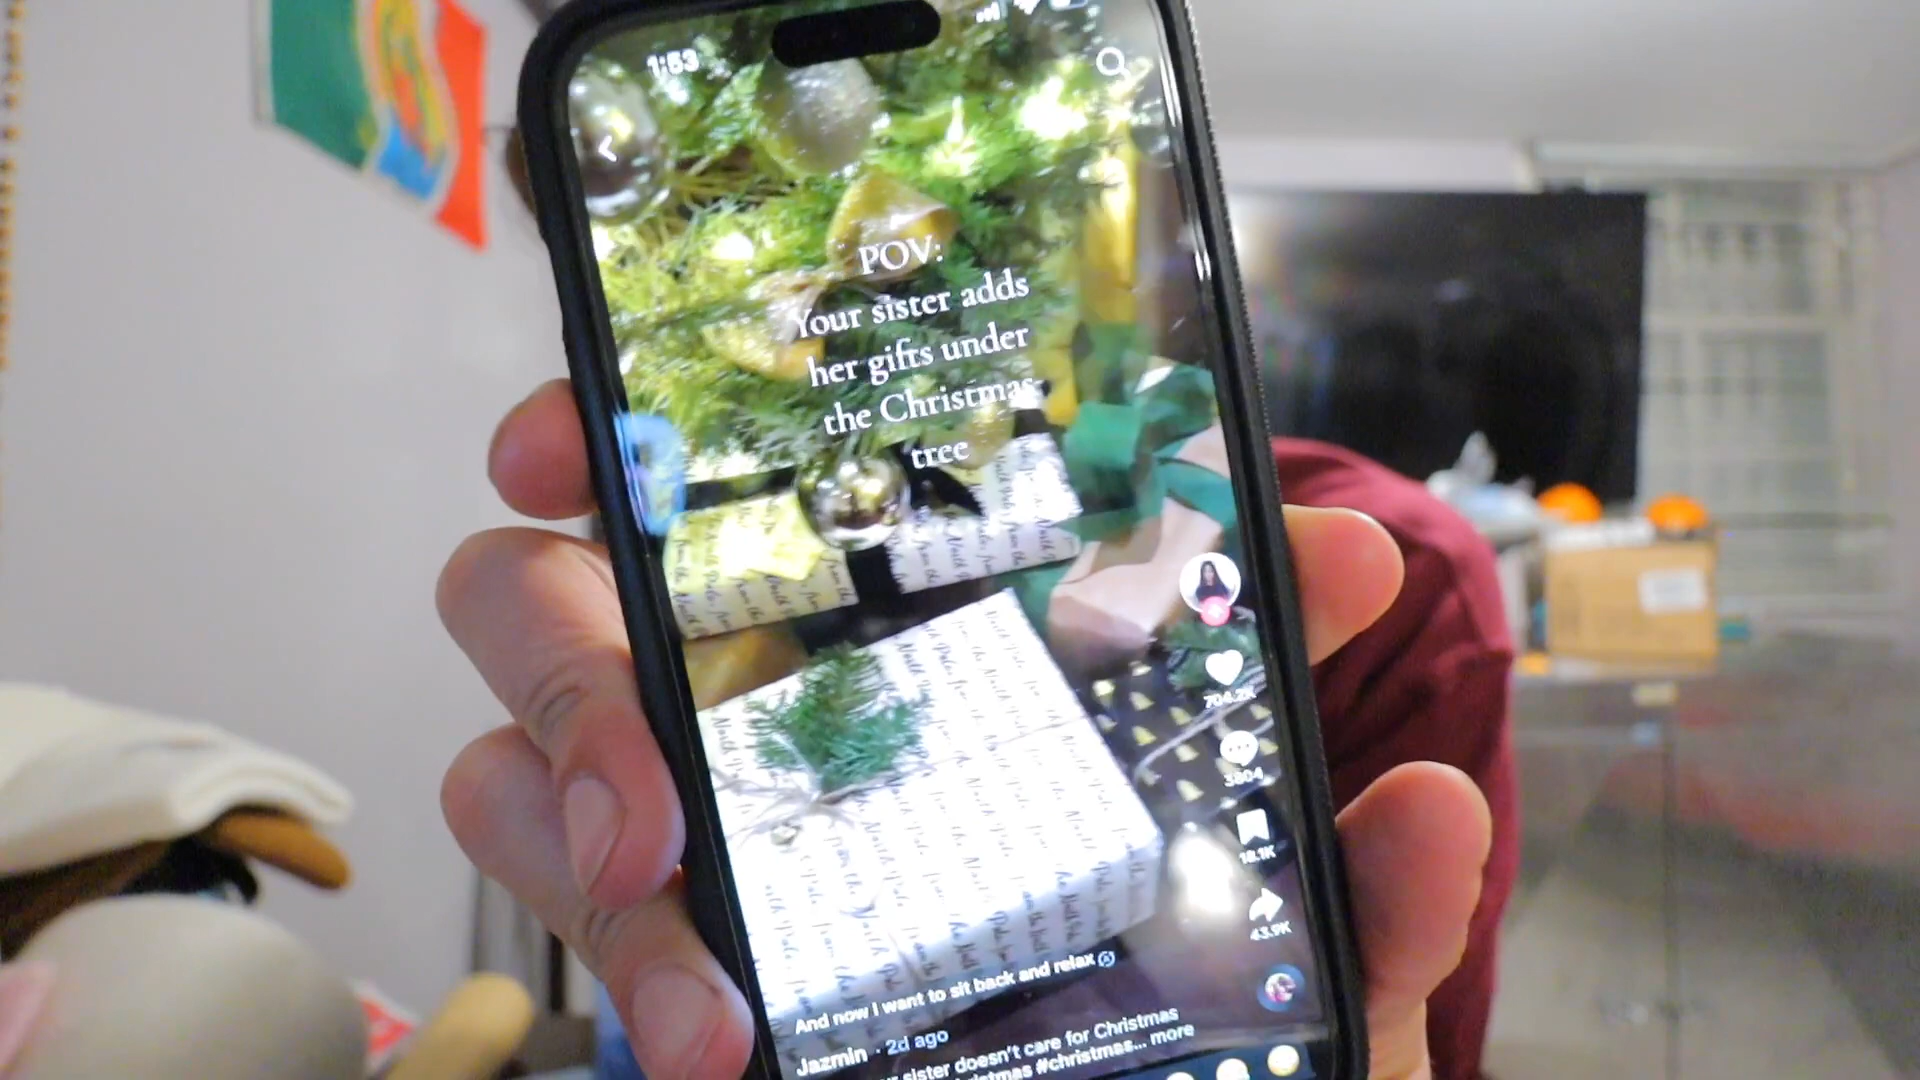 1:53
POV:
Your sister adds
her gifts under
the Christmas
tree
704.2K
3804
18.1K
43.9K
And now I want to sit back and relax
Jazmin · 2d ago
sister doesn't care for Christmas
#christmas... more